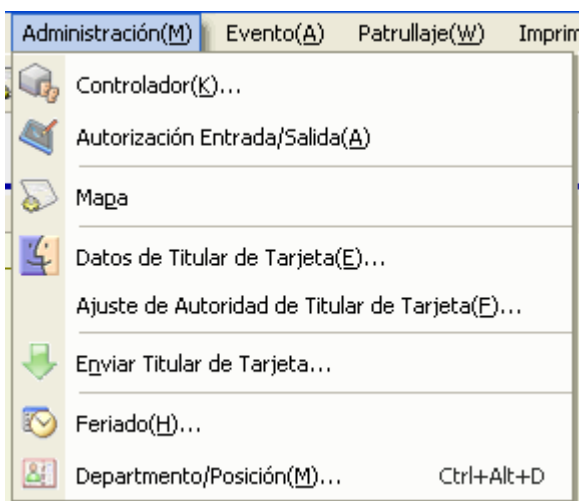 Administración(M) Evento(A) Patrullaje(W) Imprim
Controlador(K)...
Autorización Entrada/Salida(A)
Mapa
Datos de Titular de Tarjeta(E)...
Ajuste de Autoridad de Titular de Tarjeta(F)...
Enviar Titular de Tarjeta...
Feriado(H)...
Departmento/Posición(M)... Ctrl+Alt+D